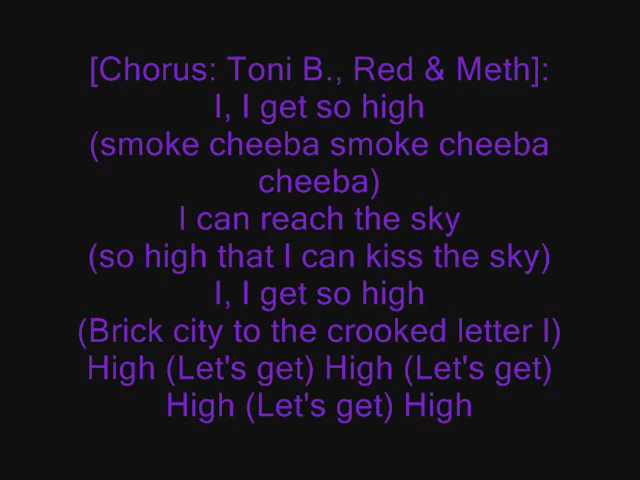 [Chorus: Toni B., Red & Meth]:
I, I get so high
(smoke cheeba smoke cheeba
cheeba)
I can reach the sky
(so high that I can kiss the sky)
I, I get so high
(Brick city to the crooked letter I)
High (Let's get) High (Let's get)
High (Let's get) High